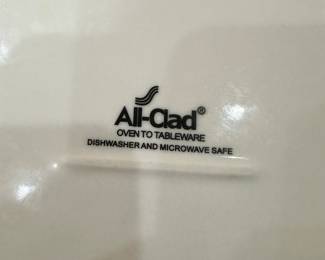 All-Clad®
OVEN TO TABLEWARE
DISHWASHER AND MICROWAVE SAFE